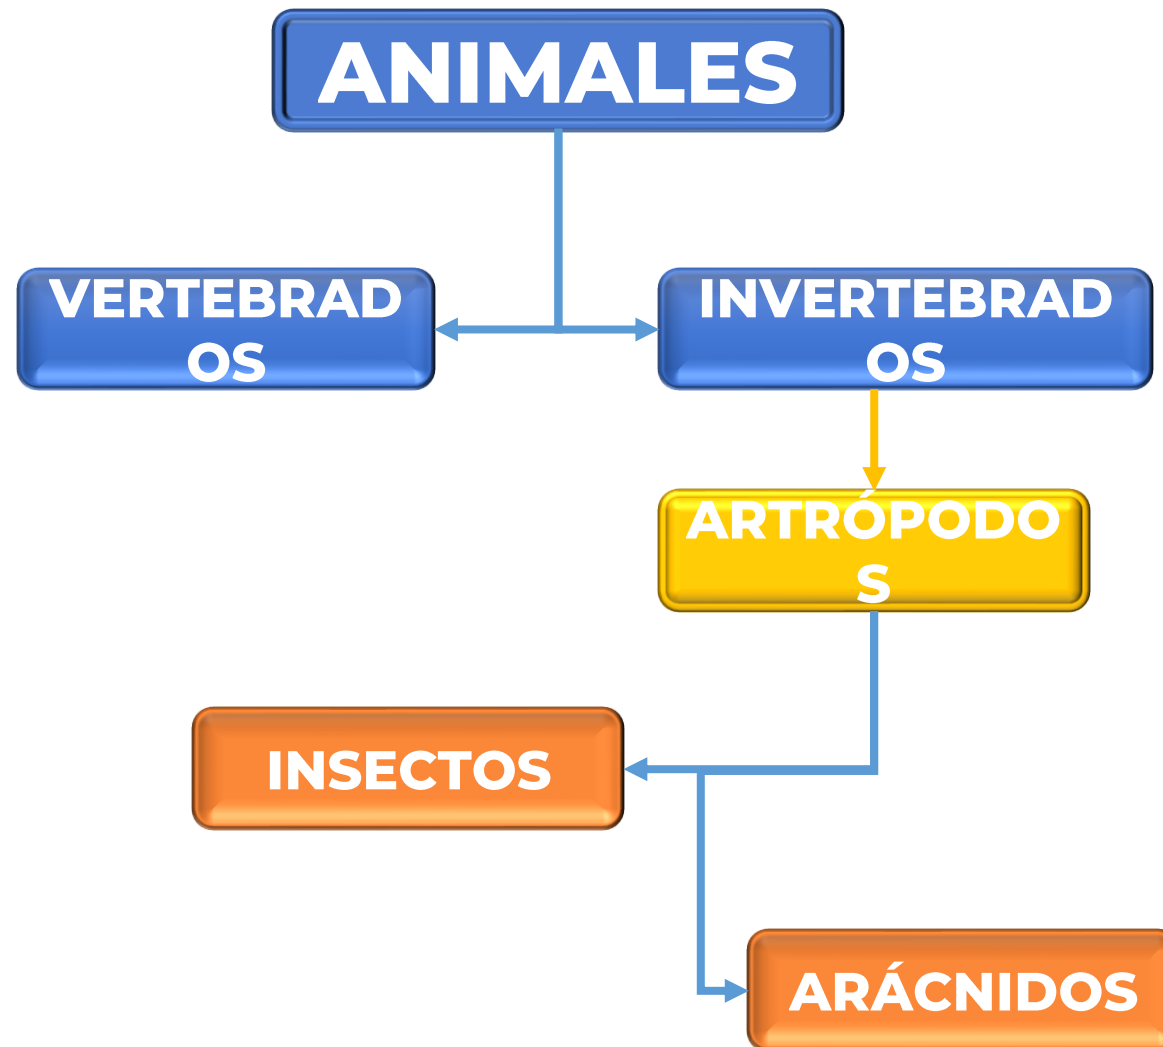 ANIMALES
VERTEBRAD
OS
INVERTEBRAD
OS
ARTRÓPODO
S
INSECTOS
ARÁCNIDOS